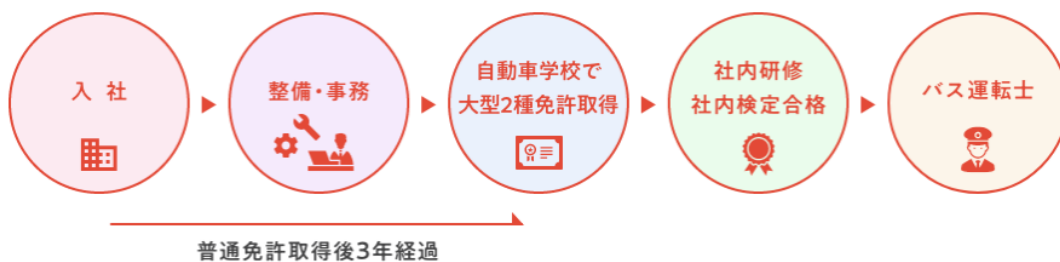 入社
整備・事務
自動車学校で
大型2種免許取得
社内研修
社内検定合格
バス運転士
普通免許取得後3年経過